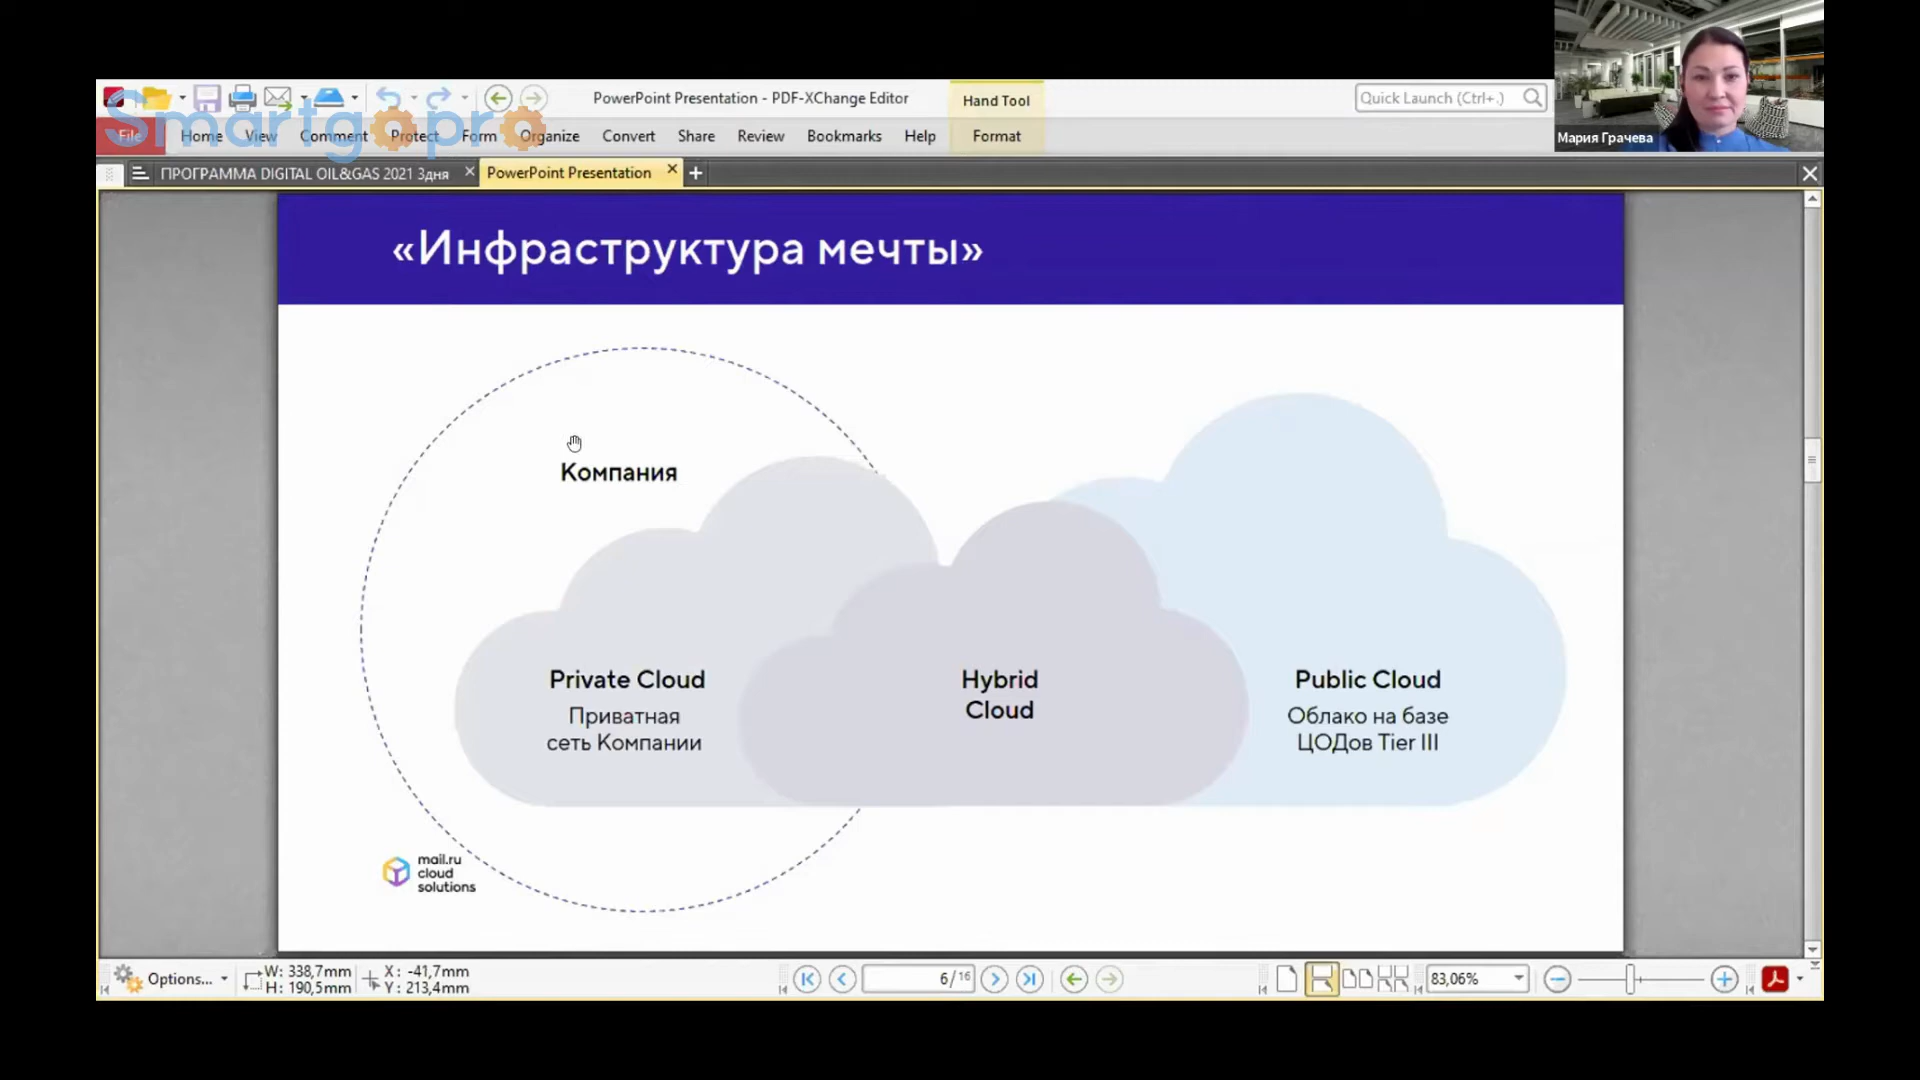 PowerPoint Presentation - PDF-XChange Editor
Hand Tool
Quick Launch (Ctrl+.)
Smartgopro
File Home View Comment Protect Form Organize Convert Share Review Bookmarks Help Format
Мария Грачева
ПРОГРАММА DIGITAL OIL&GAS 2021 3дня
PowerPoint Presentation
«Инфраструктура мечты»
Компания
Private Cloud
Приватная
сеть Компании
Hybrid
Cloud
Public Cloud
Облако на базе
ЦОДов Tier III
mail.ru
cloud
solutions
Options...
W: 338,7mm
H: 190,5mm
X: -41,7mm
Y: 213,4mm
6/16
83,06%